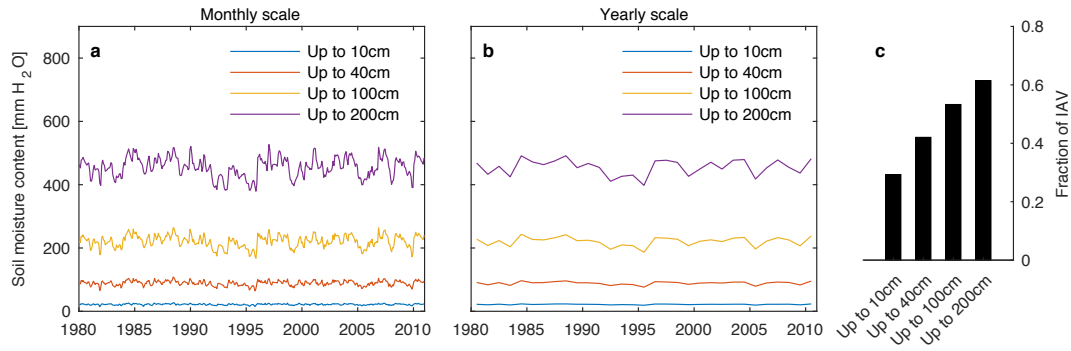 Monthly scale
a
Up to 10cm
Up to 40cm
Up to 100cm
Up to 200cm
Soil moisture content [mm H2O]
800
600
400
200
0
1980 1985 1990 1995 2000 2005 2010
Yearly scale
b
Up to 10cm
Up to 40cm
Up to 100cm
Up to 200cm
1980 1985 1990 1995 2000 2005 2010
c
0.8
0.6
0.4
0.2
0
Fraction of IAV
Up to 10cm
Up to 40cm
Up to 100cm
Up to 200cm